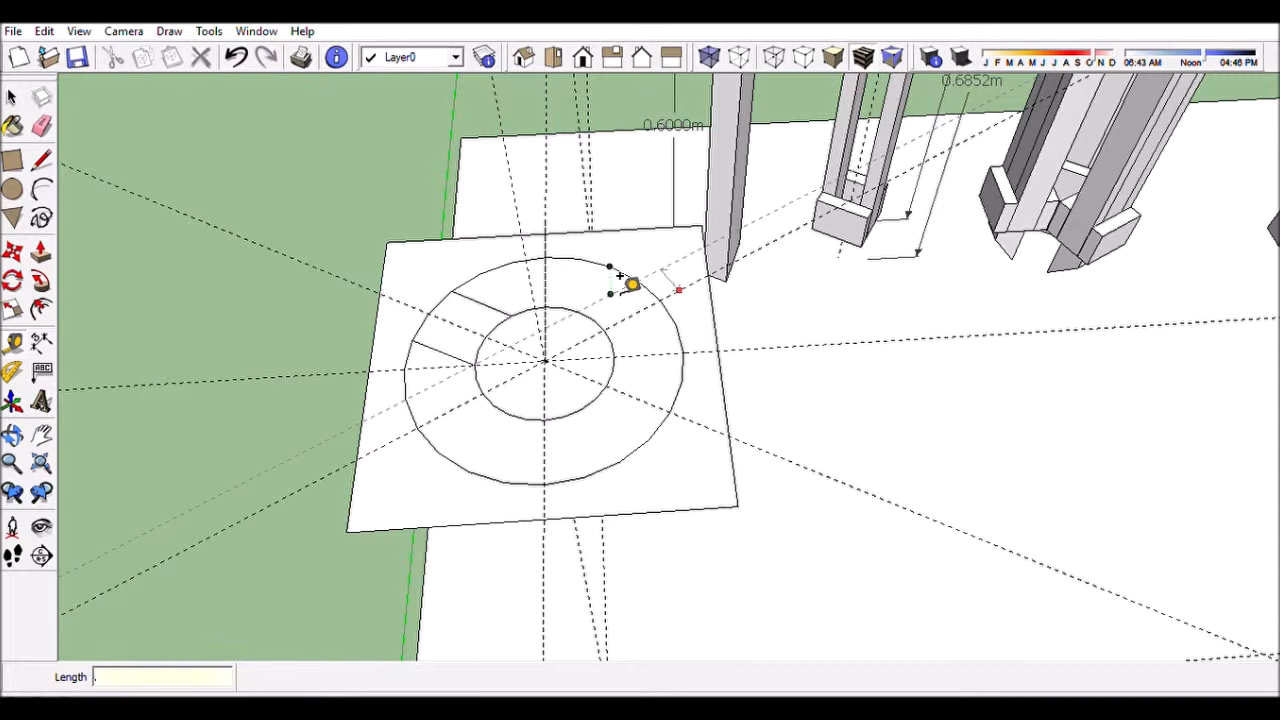 File Edit View Camera Draw Tools Window Help
Layer0
J F M A M J J A S O N D 06:43 AM Noon 04:46 PM
0.6852m
0.6000m
ABC
A
Length .